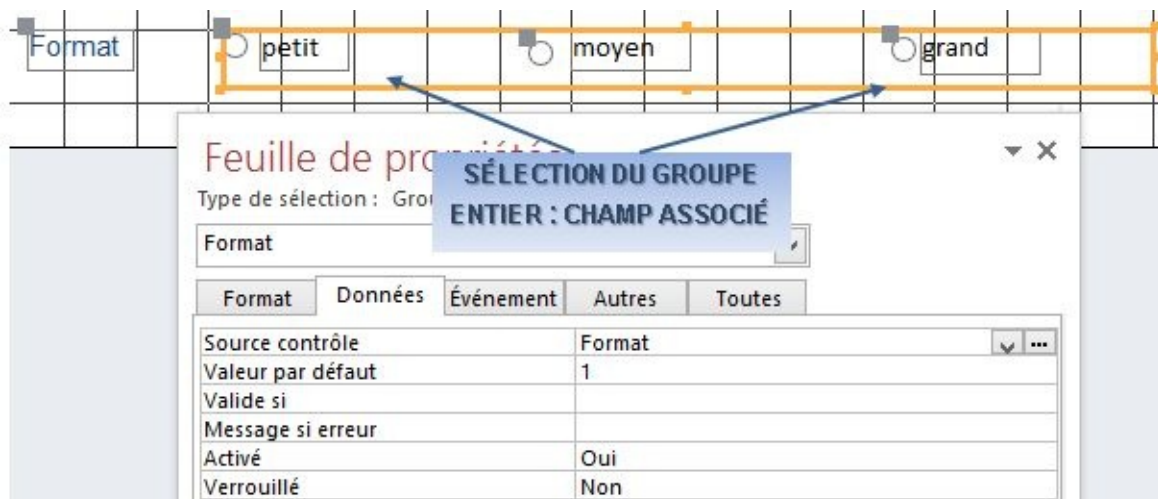 Format petit moyen grand
Feuille de pro
Type de sélection : Grou
SÉLECTION DU GROUPE
ENTIER : CHAMP ASSOCIÉ
Format
Format Données Événement Autres Toutes
Source contrôle Format
Valeur par défaut 1
Valide si
Message si erreur
Activé Oui
Verrouillé Non